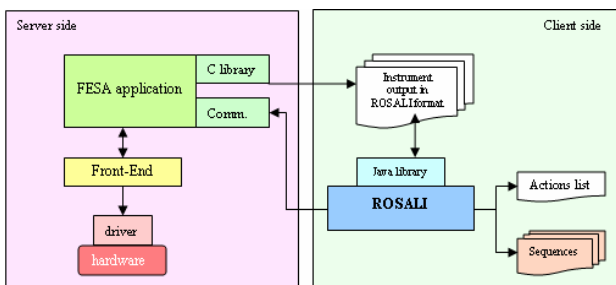 Server side
Client side
C library
FESA application
Comm.
Instrument
output in
ROSALI format
Front-End
Java library
ROSALI
Actions list
driver
hardware
Sequences